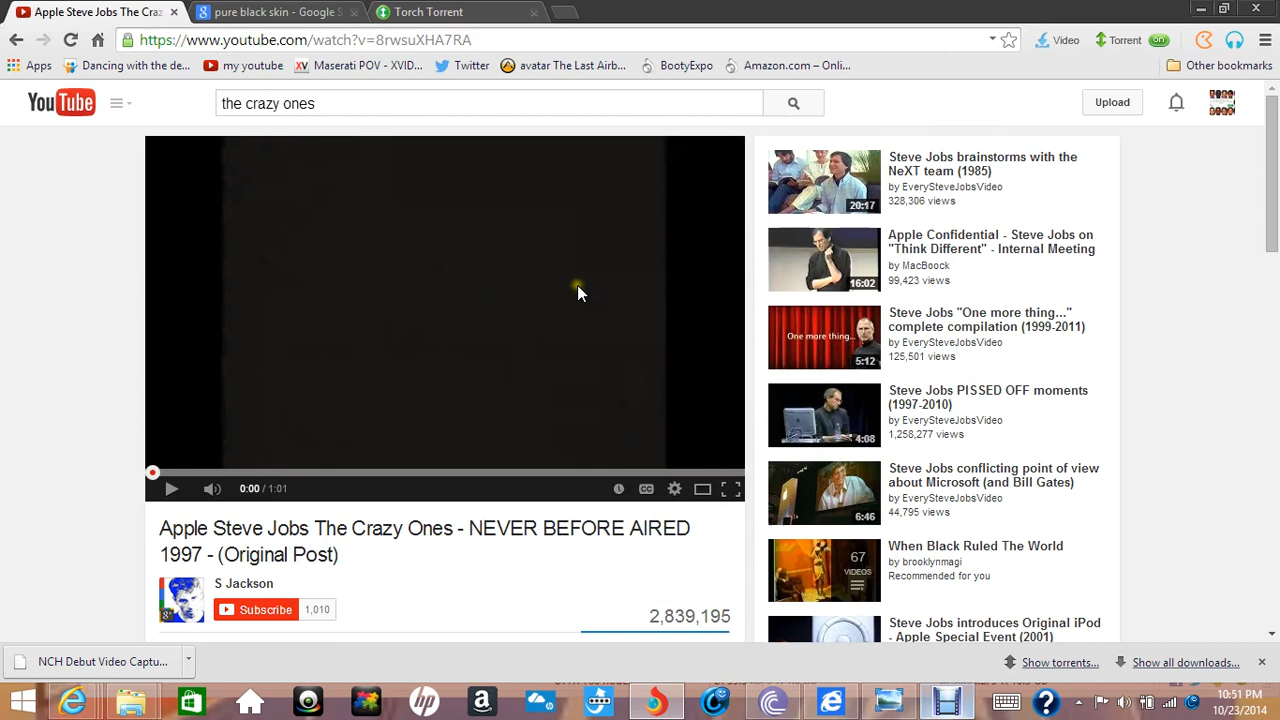 Apple Steve Jobs The Craz
pure black skin - Google S
Torch Torrent
https://www.youtube.com/watch?v=8rwsuXHA7RA
Video
Torrent
on
Apps
Dancing with the de...
my youtube
XV
Maserati POV - XVID...
Twitter
avatar The Last Airb...
BootyExpo
Amazon.com - Onli...
Other bookmarks
YouTube
the crazy ones
Upload
Steve Jobs brainstorms with the
NeXT team (1985)
by EverySteveJobsVideo
328,306 views
20:17
Apple Confidential - Steve Jobs on
"Think Different" - Internal Meeting
by MacBoock
99,423 views
16:02
Steve Jobs "One more thing..."
complete compilation (1999-2011)
by EverySteveJobsVideo
125,501 views
One more thing...
5:12
Steve Jobs PISSED OFF moments
(1997-2010)
by EverySteveJobsVideo
1,258,277 views
4:08
Steve Jobs conflicting point of view
about Microsoft (and Bill Gates)
by EverySteveJobsVideo
44,795 views
6:46
When Black Ruled The World
by brooklynmagi
Recommended for you
67
VIDEOS
Steve Jobs introduces Original iPod
- Apple Special Event (2001)
0:00 / 1:01
CC
Apple Steve Jobs The Crazy Ones - NEVER BEFORE AIRED
1997 - (Original Post)
S Jackson
Subscribe
1,010
2,839,195
NCH Debut Video Captu...
Show torrents...
Show all downloads...
hp
10:51 PM
10/23/2014